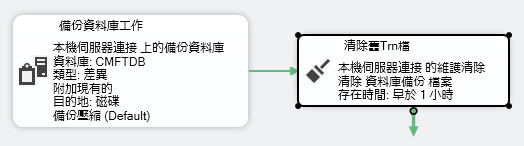 備份資料庫工作
本機伺服器連接 上的備份資料庫
資料庫: CMFTDB
類型: 差異
附加現有的
目的地: 磁碟
備份壓縮 (Default)
清除舊Trn檔
本機伺服器連接 的維護清除
清除 資料庫備份 檔案
存在時間: 早於 1 小時